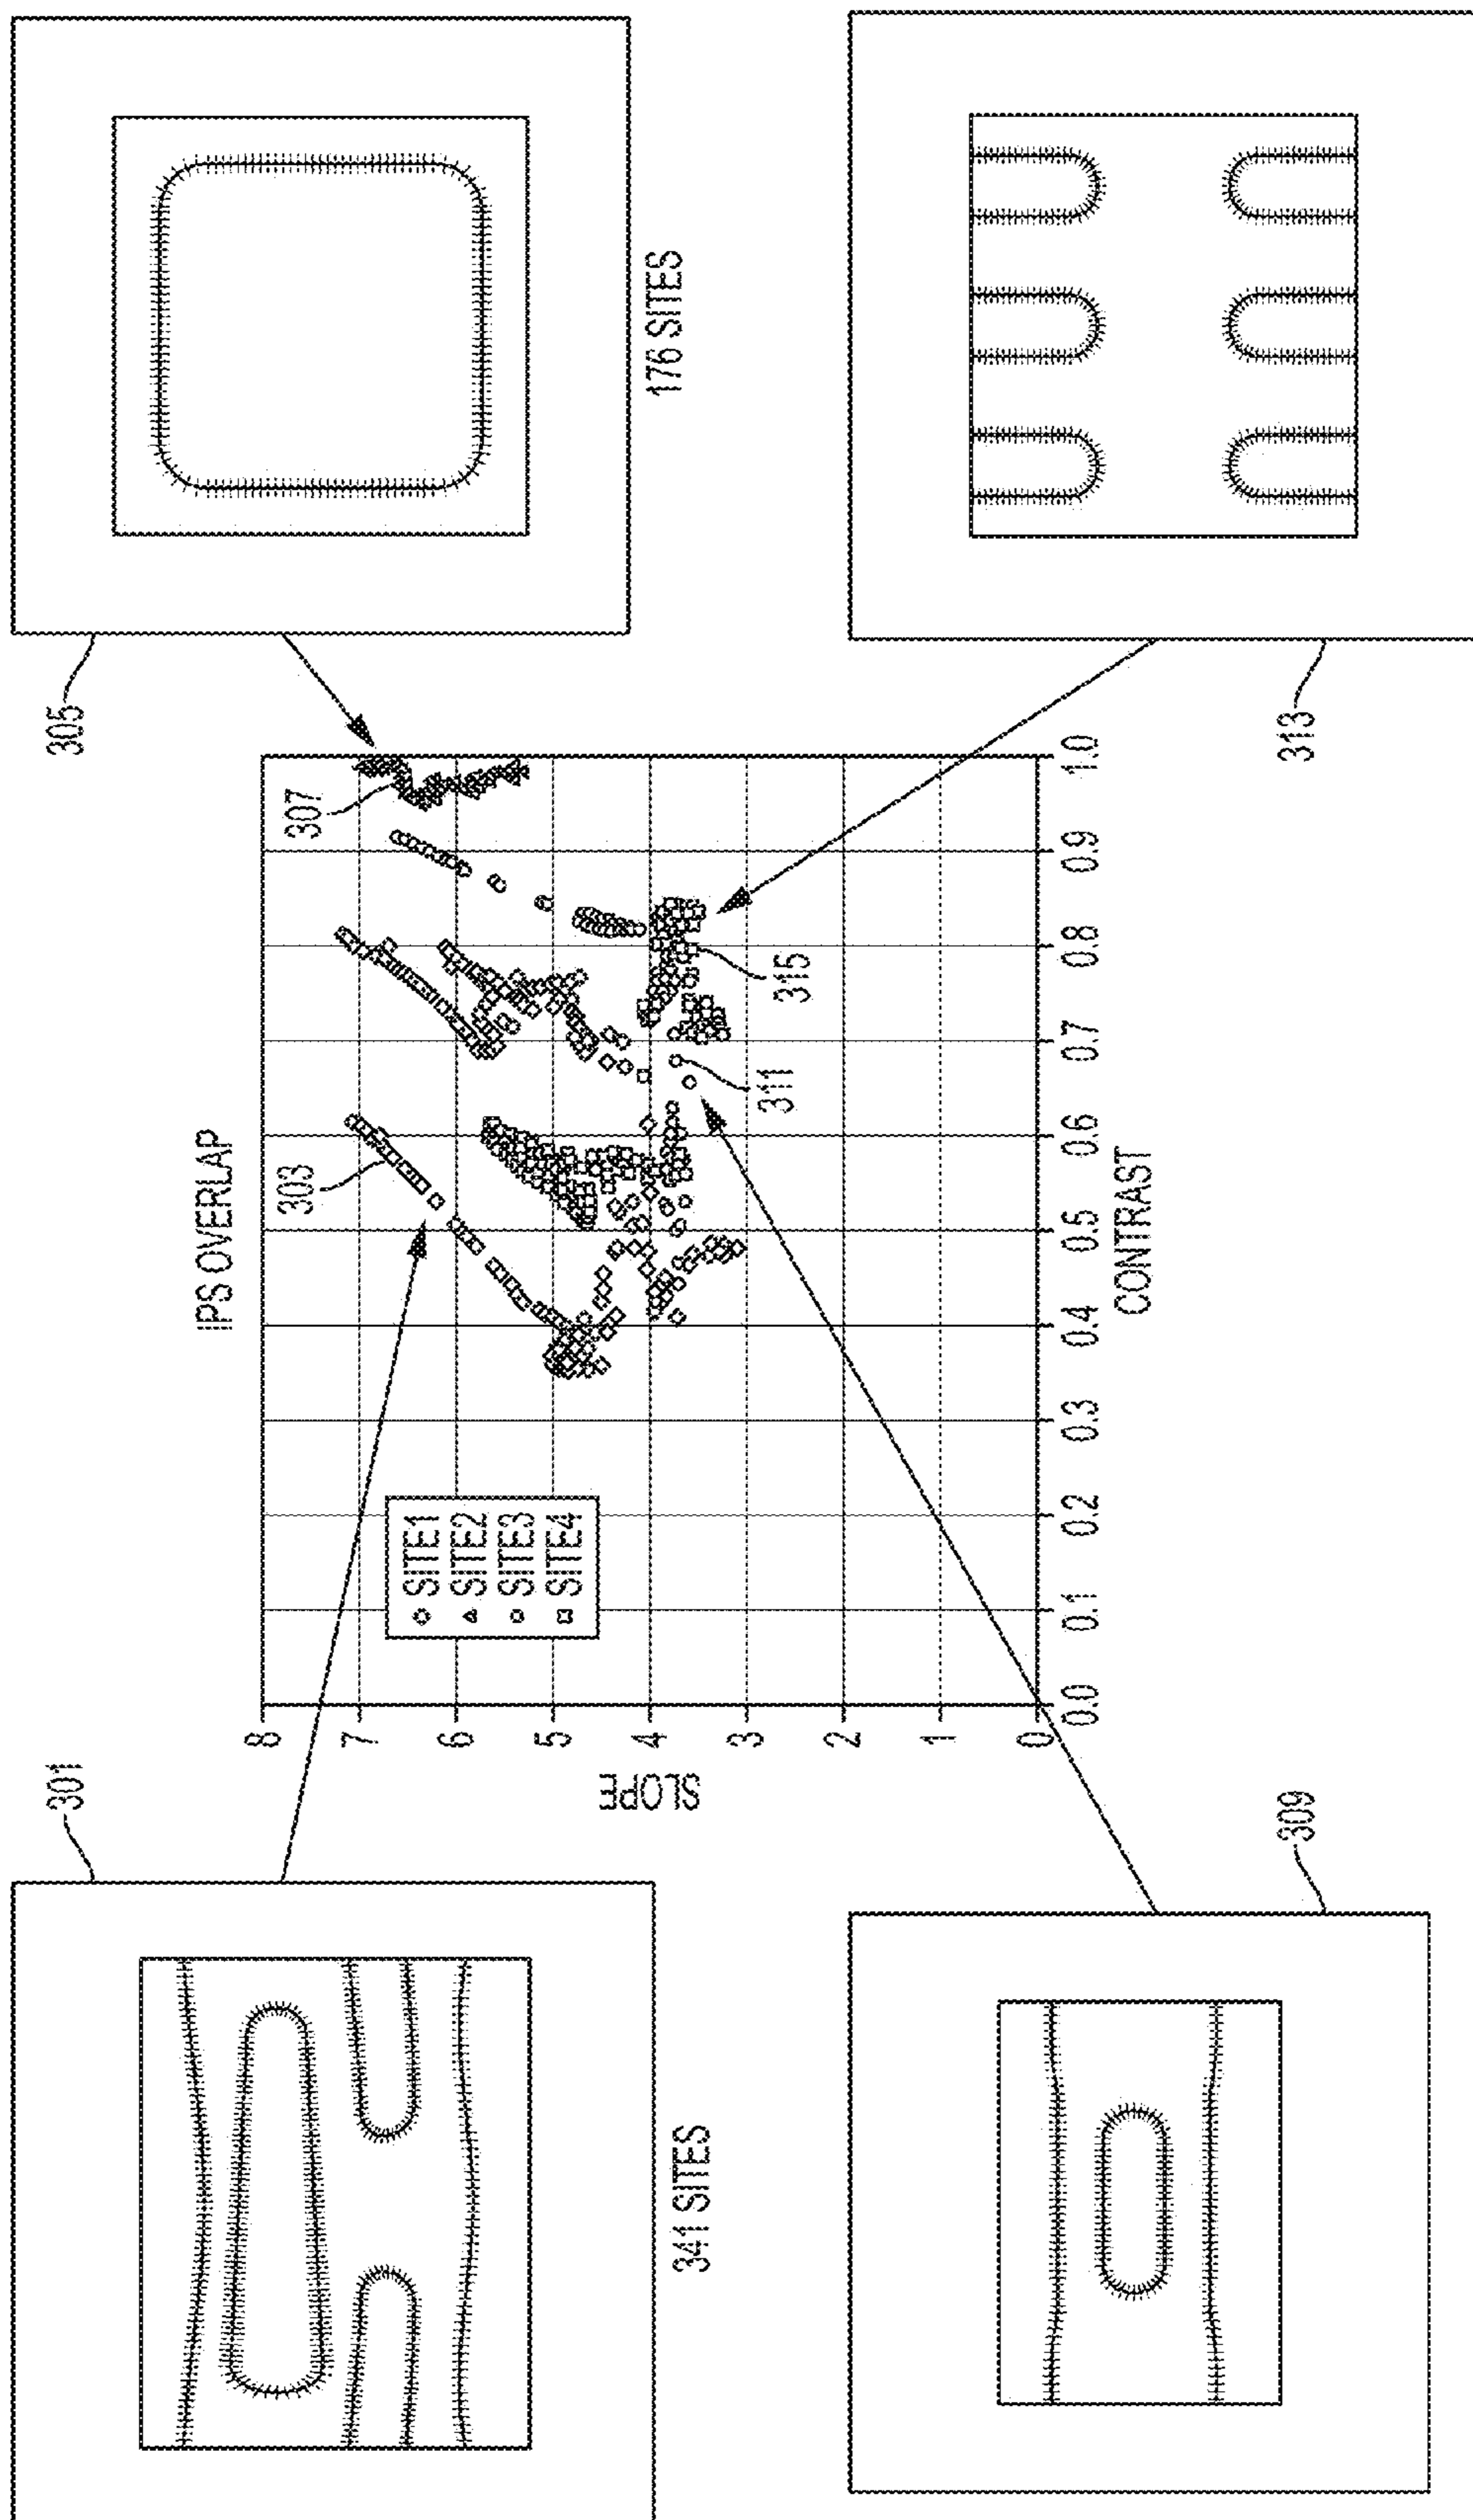 301
341 SITES
305
176 SITES
IPS OVERLAP
303
307
SITE1
SITE2
SITE3
SITE4
311
315
SLOPE
8
7
6
5
4
3
2
1
0
0.0 0.1 0.2 0.3 0.4 0.5 0.6 0.7 0.8 0.9 1.0
CONTRAST
309
313